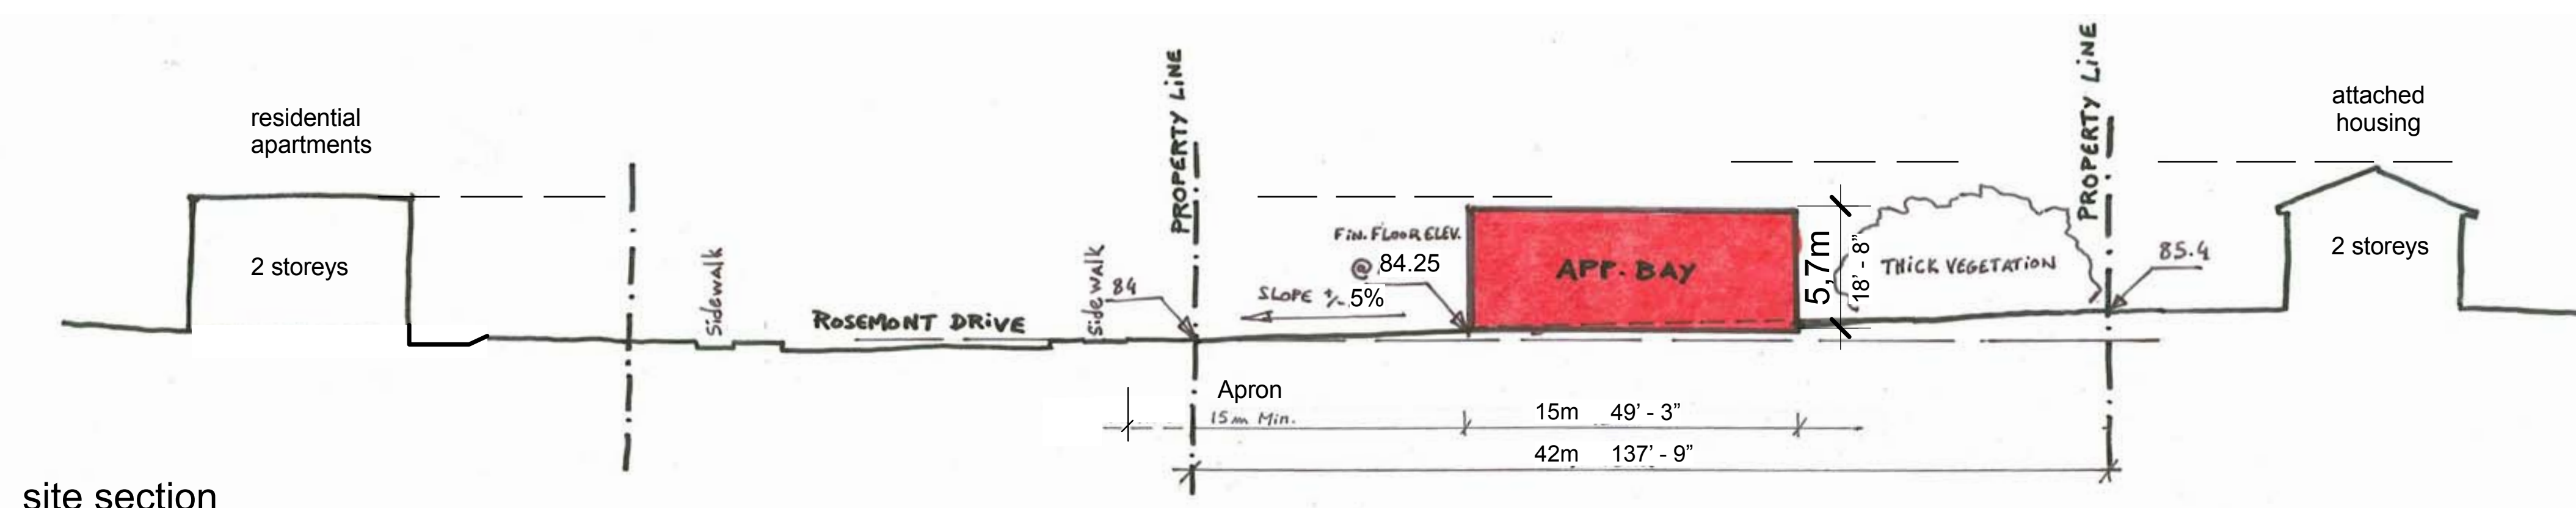 residential
apartments
2 storeys
Sidewalk
ROSEMONT DRIVE
sidewalk
84
PROPERTY LINE
FIN. FLOOR ELEV.
@ 84.25
SLOPE +/- 5%
APP. BAY
5,7m
18' - 8"
THICK VEGETATION
PROPERTY LINE
85.4
attached
housing
2 storeys
Apron
15m Min.
15m 49' - 3"
42m 137' - 9"
site section